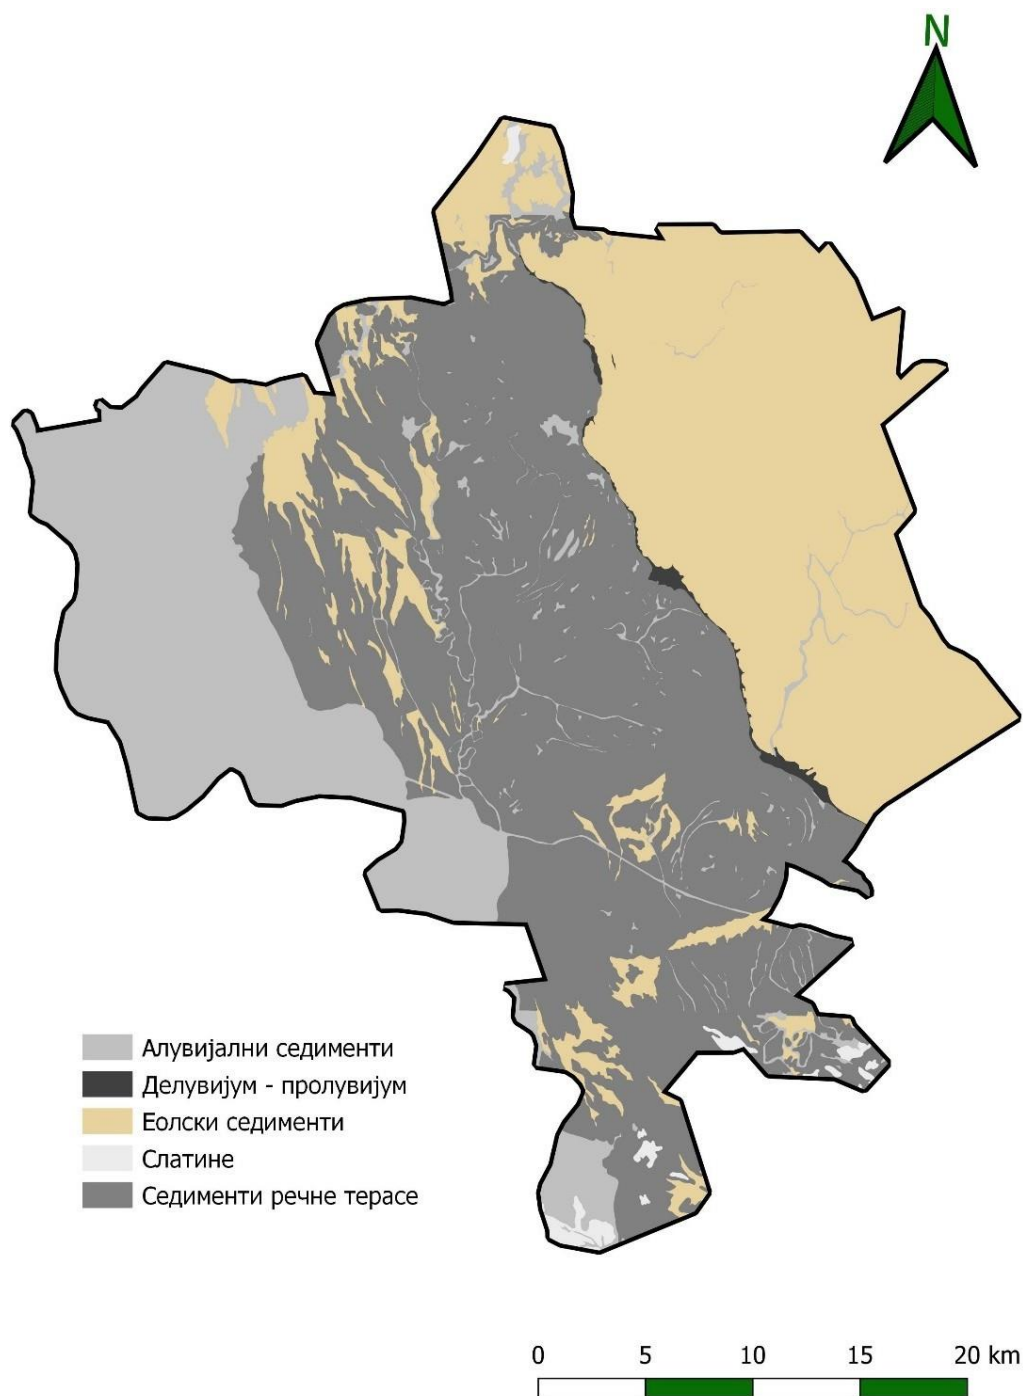 N
Алувијални седименти
Делувијум - пролувијум
Еолски седименти
Слатине
Седименти речне терасе
0 5 10 15 20 km